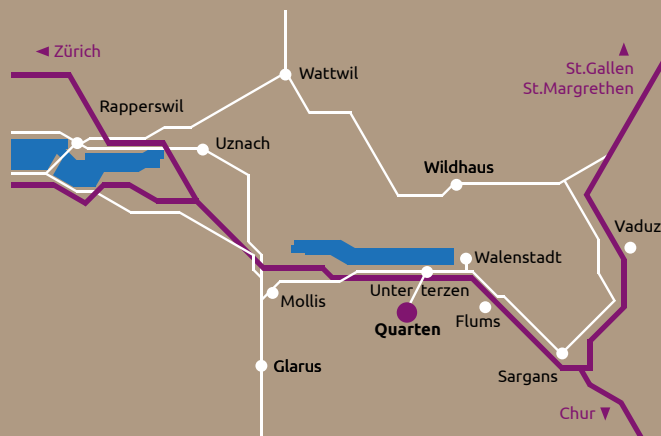 Zürich
St.Gallen
St.Margrethen
Wattwil
Rapperswil
Uznach
Wildhaus
Vaduz
Walenstadt
Unterterzen
Mollis
Flums
Quarten
Glarus
Sargans
Chur